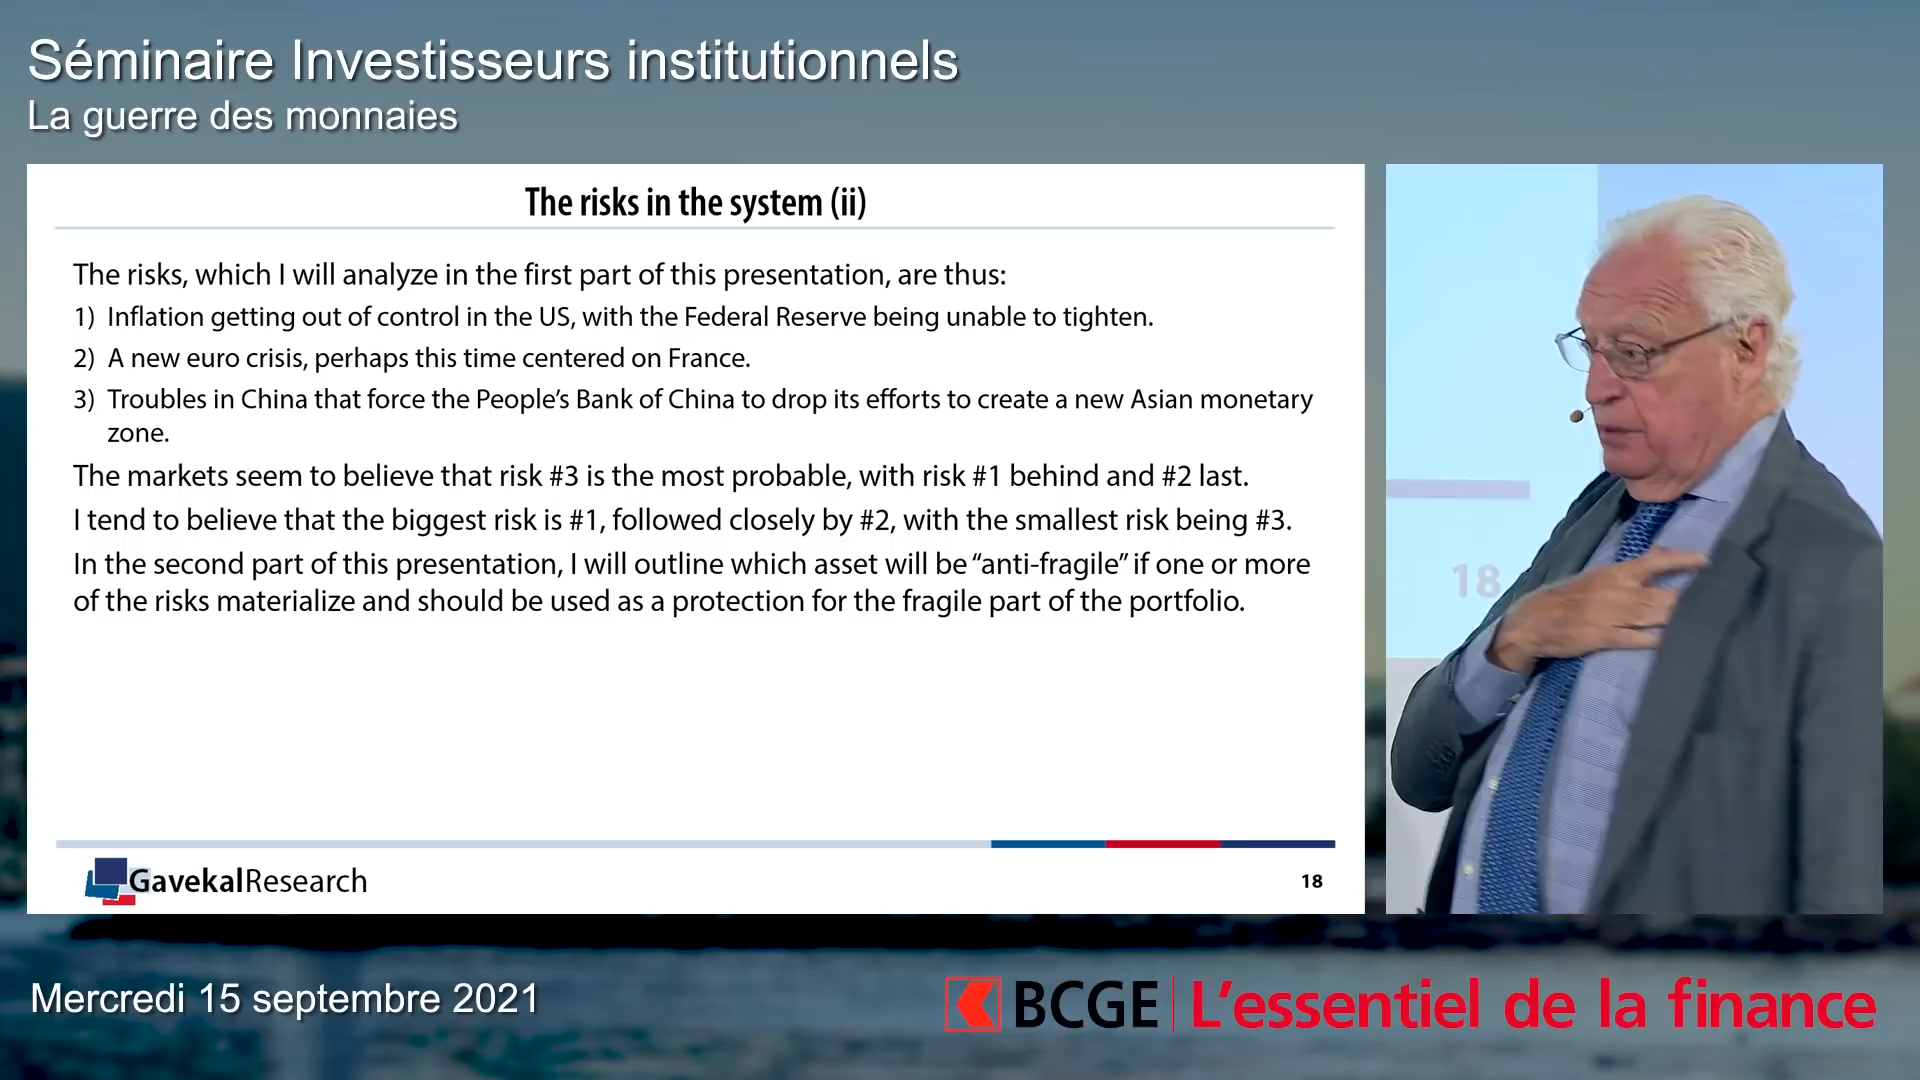 Séminaire Investisseurs institutionnels
La guerre des monnaies
The risks in the system (ii)
The risks, which I will analyze in the first part of this presentation, are thus:
1) Inflation getting out of control in the US, with the Federal Reserve being unable to tighten.
2) A new euro crisis, perhaps this time centered on France.
3) Troubles in China that force the People’s Bank of China to drop its efforts to create a new Asian monetary
zone.
The markets seem to believe that risk #3 is the most probable, with risk #1 behind and #2 last.
I tend to believe that the biggest risk is #1, followed closely by #2, with the smallest risk being #3.
In the second part of this presentation, I will outline which asset will be “anti-fragile” if one or more
of the risks materialize and should be used as a protection for the fragile part of the portfolio.
GavekalResearch
18
18
Mercredi 15 septembre 2021
BCGE L’essentiel de la finance